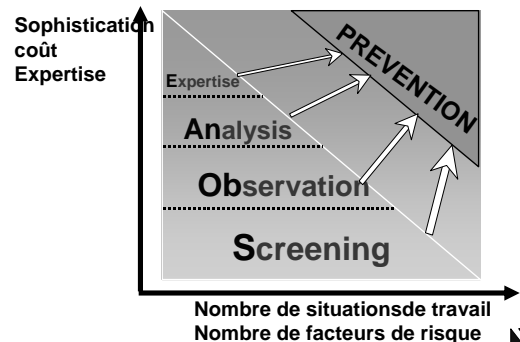 Sophistication
coût
Expertise
PREVENTION
Expertise
Analysis
Observation
Screening
Nombre de situationsde travail
Nombre de facteurs de risque